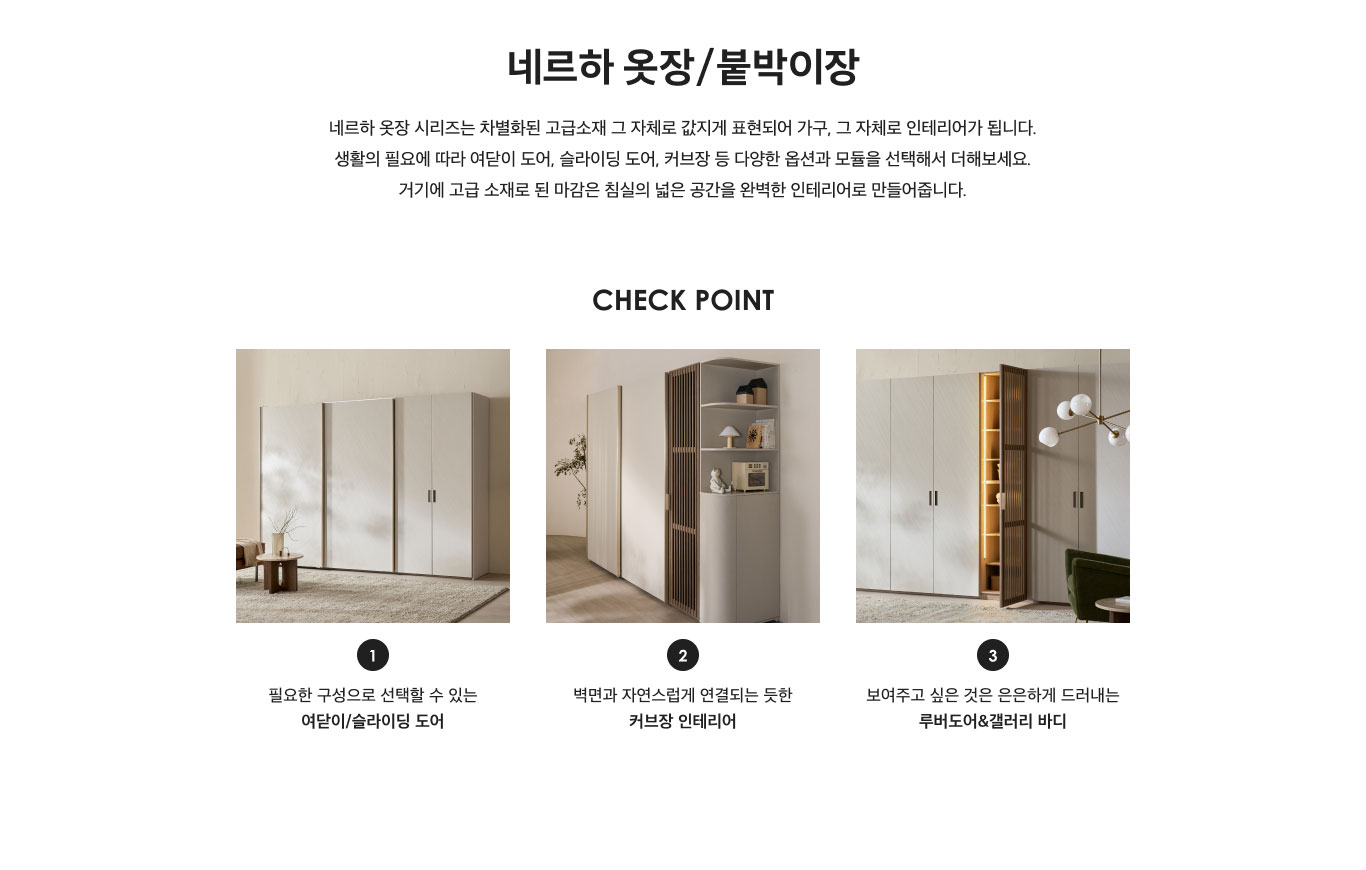 네르하 옷장/붙박이장
네르하 옷장 시리즈는 차별화된 고급소재 그 자체로 값지게 표현되어 가구, 그 자체로 인테리어가 됩니다.
생활의 필요에 따라 여닫이 도어, 슬라이딩 도어, 커브장 등 다양한 옵션과 모듈을 선택해서 더해보세요.
거기에 고급 소재로 된 마감은 침실의 넓은 공간을 완벽한 인테리어로 만들어줍니다.
CHECK POINT
1
필요한 구성으로 선택할 수 있는
여닫이/슬라이딩 도어
2
벽면과 자연스럽게 연결되는 듯한
커브장 인테리어
3
보여주고 싶은 것은 은은하게 드러내는
루버도어&갤러리 바디